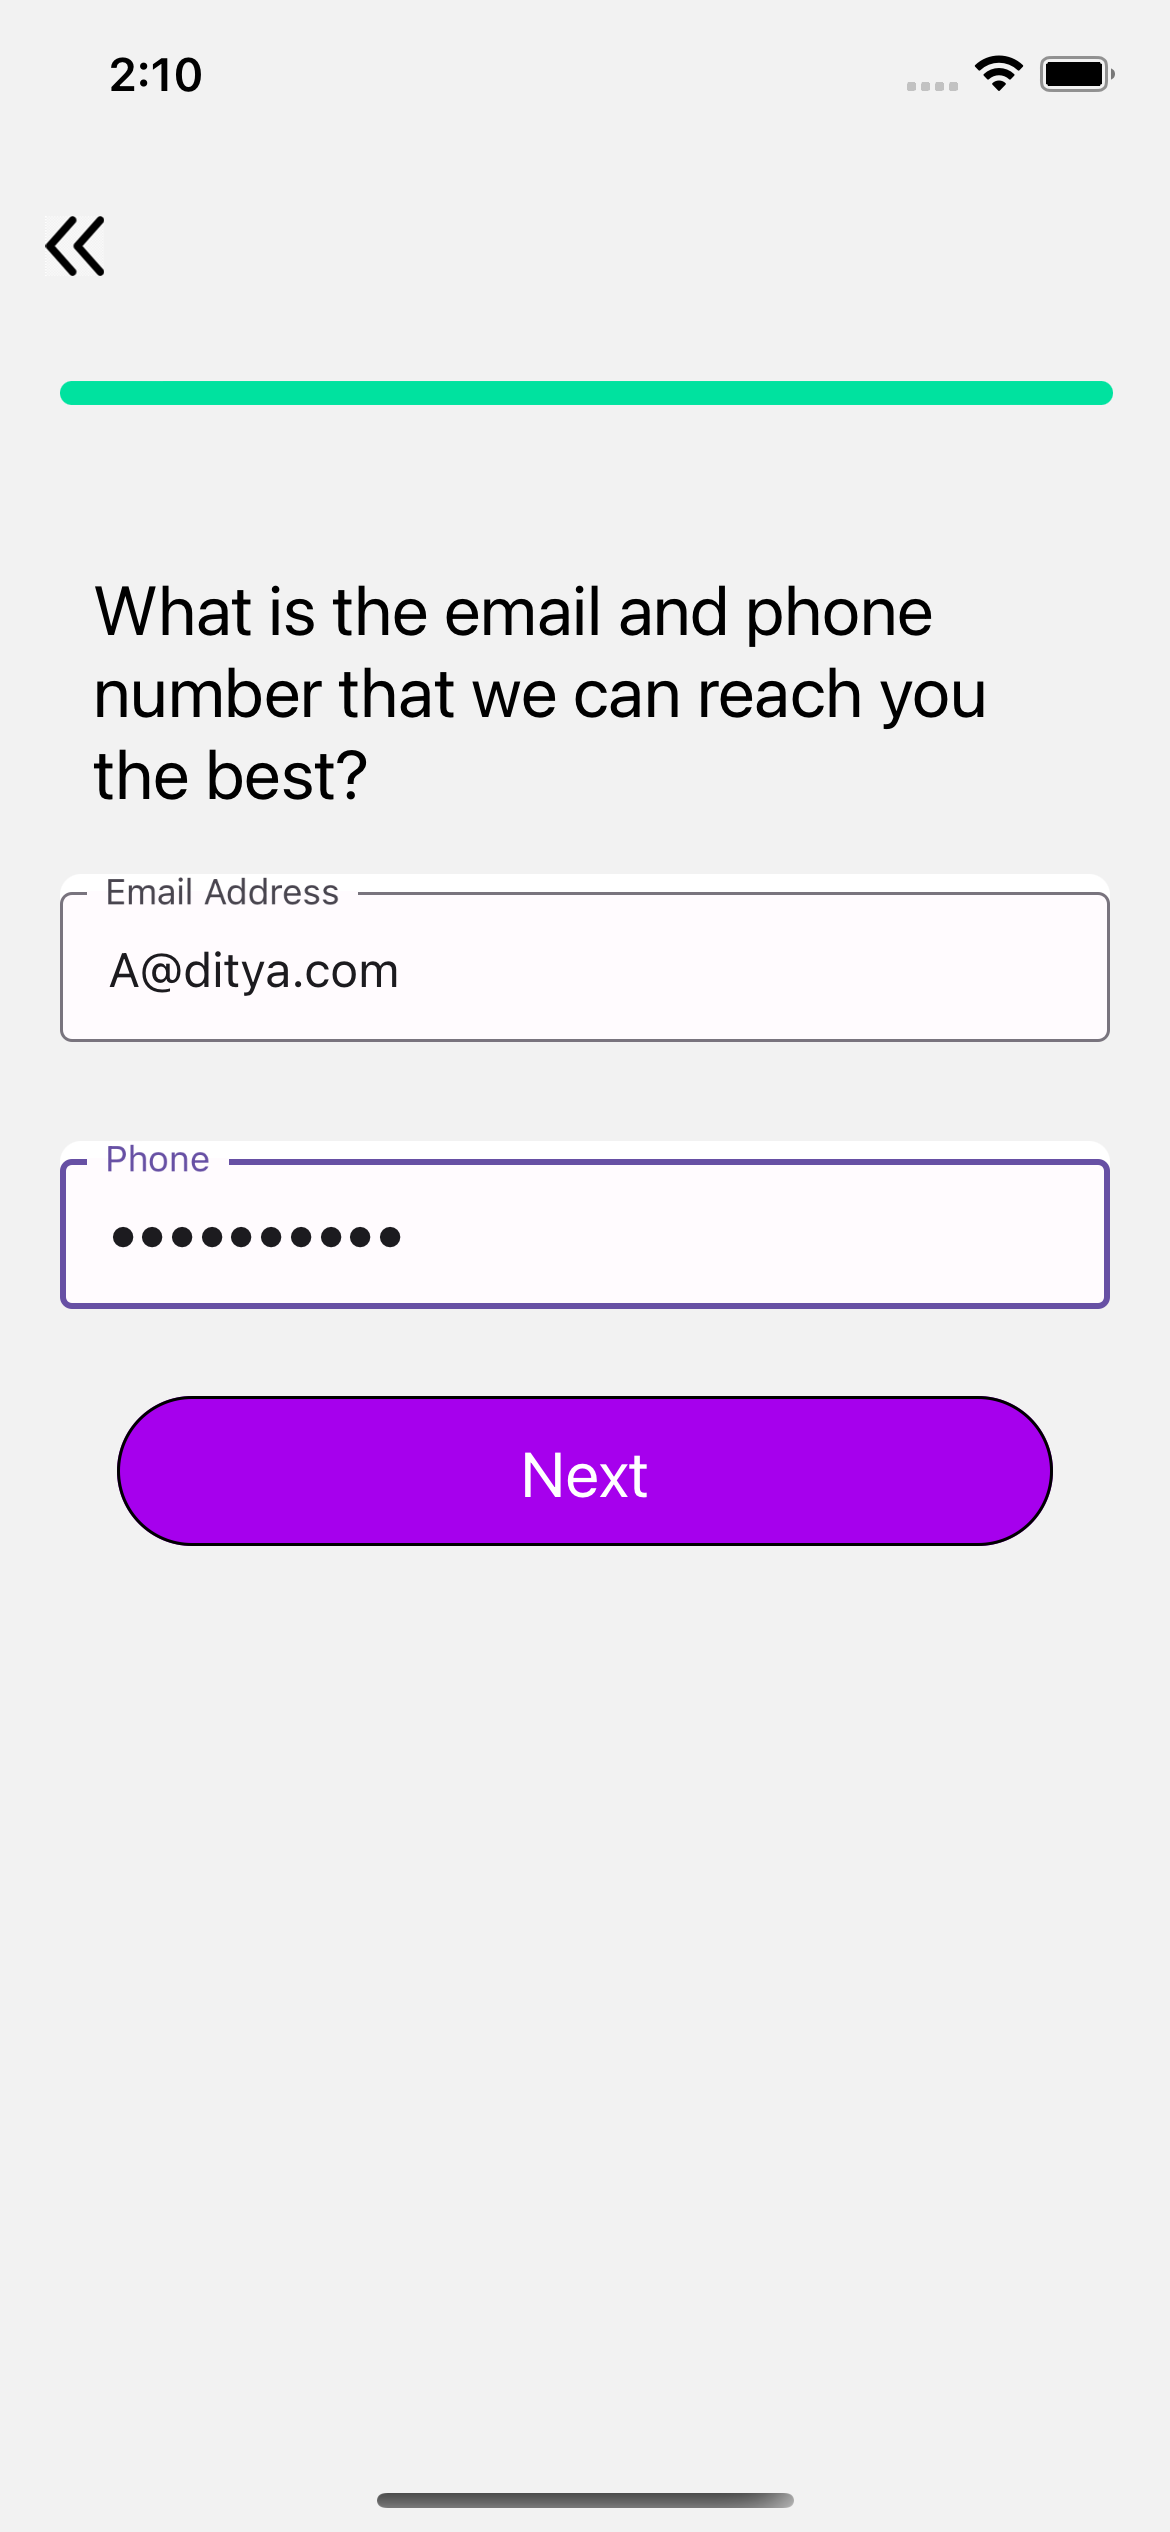 2:10
What is the email and phone
number that we can reach you
the best?
Email Address
A@ditya.com
Phone
••••••••••
Next